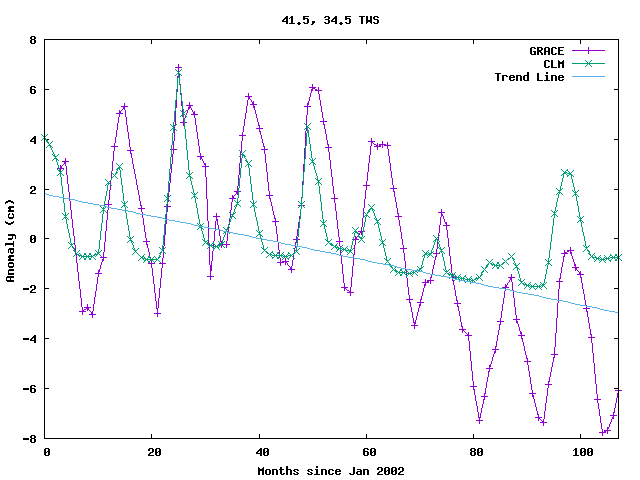 41.5, 34.5 TWS
GRACE
CLM
Trend Line
8
6
4
2
0
-2
-4
-6
-8
Anomaly (cm)
0 20 40 60 80 100
Months since Jan 2002